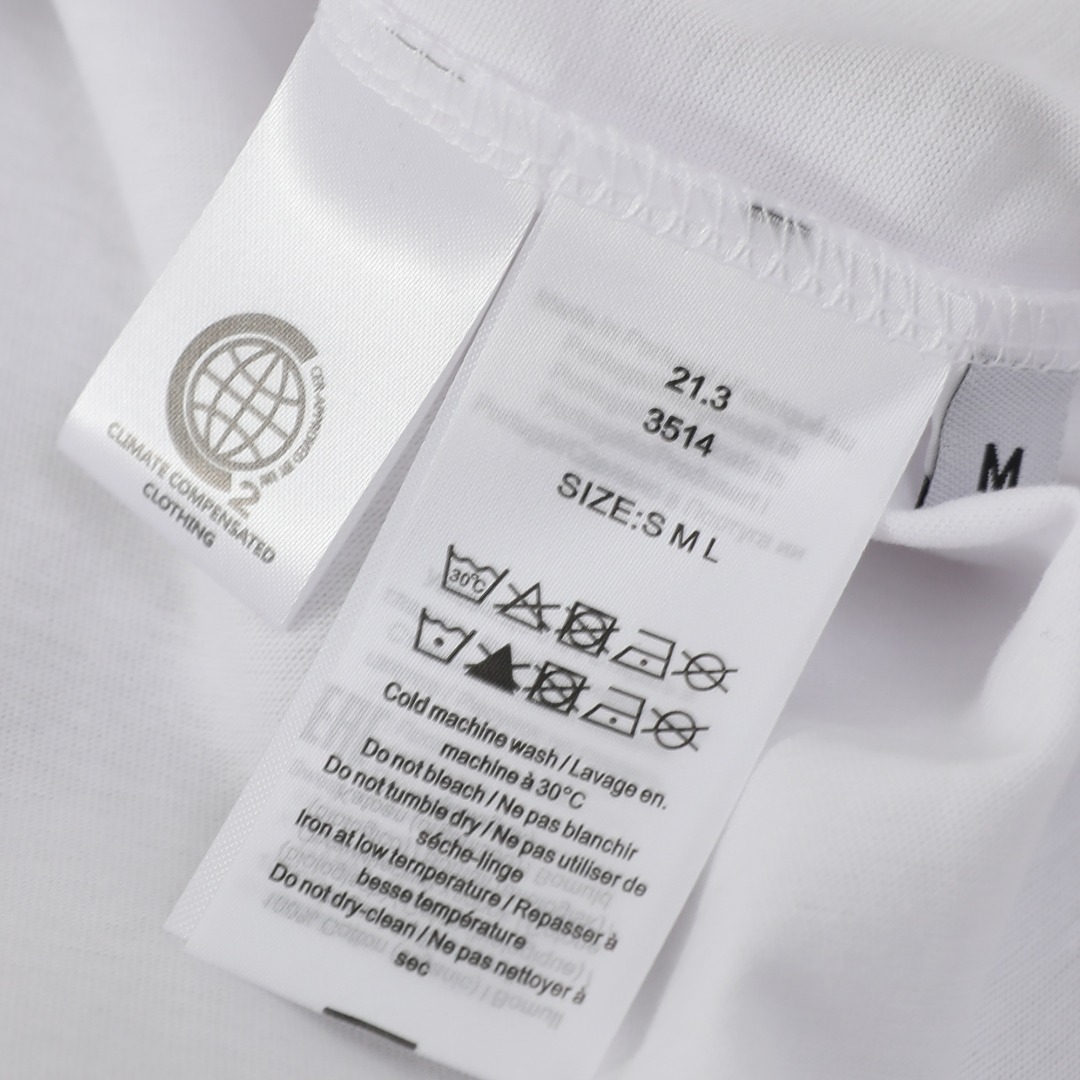 CLIMATE COMPENSATED
CLOTHING
2
21.3
3514
SIZE:S M L
M
30°C
Cold machine wash / Lavage en.
machine à 30°C
Do not bleach / Ne pas blanchir
Do not tumble dry / Ne pas utiliser de
séche-linge
Iron at low temperature / Repasser à
besse température
Do not dry-clean / Ne pas nettoyer à
sec